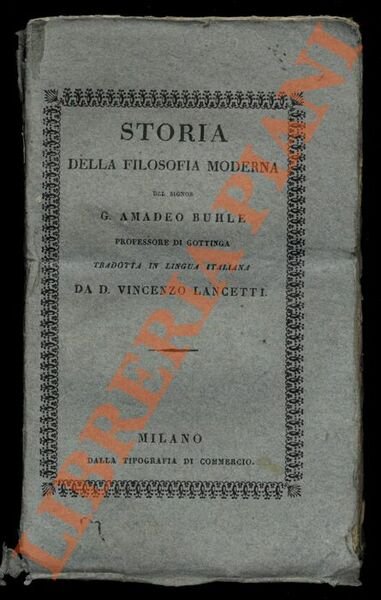 STORIA
DELLA FILOSOFIA MODERNA
DEL SIGNOR
G. AMADEO BUHLE
PROFESSORE DI GOTTINGA
TRADOTTA IN LINGUA ITALIANA
DA D. VINCENZO LANCETTI.
MILANO
DALLA TIPOGRAFIA DI COMMERCIO.
LIBRERIA PIANI